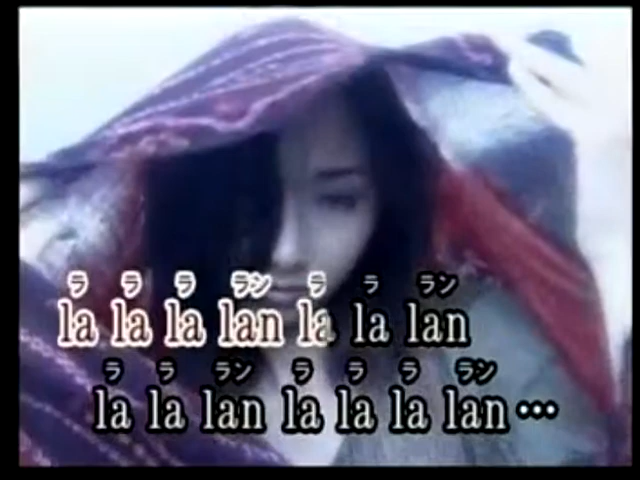 ラ ラ ラ ラン ラ ラ ラン
la la la lan la la lan
ラ ラ ラン ラ ラ ラ ラン
la la lan la la la lan…